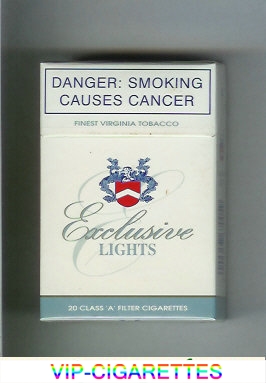 DANGER: SMOKING
CAUSES CANCER
FINEST VIRGINIA TOBACCO
Exclusive
LIGHTS
20 CLASS 'A' FILTER CIGARETTES
VIP-CIGARETTES